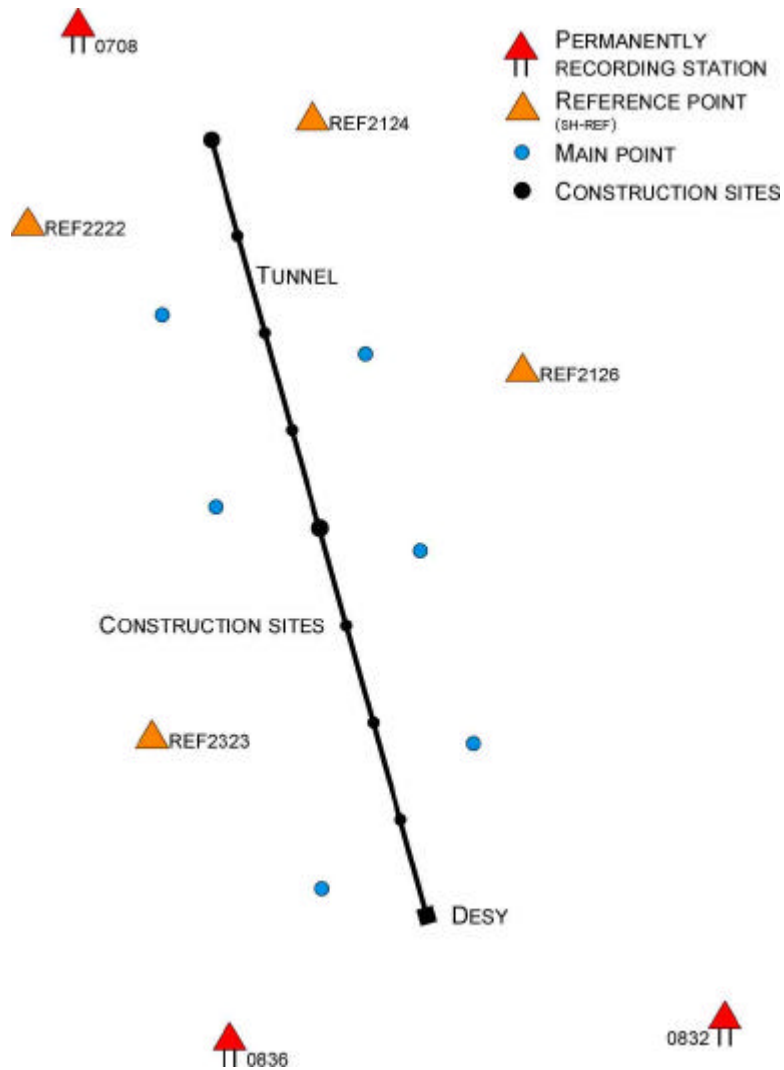 0708
PERMANENTLY
RECORDING STATION
REFERENCE POINT
(SH-REF)
MAIN POINT
CONSTRUCTION SITES
REF2124
REF2222
TUNNEL
REF2126
CONSTRUCTION SITES
REF2323
DESY
0836
0832